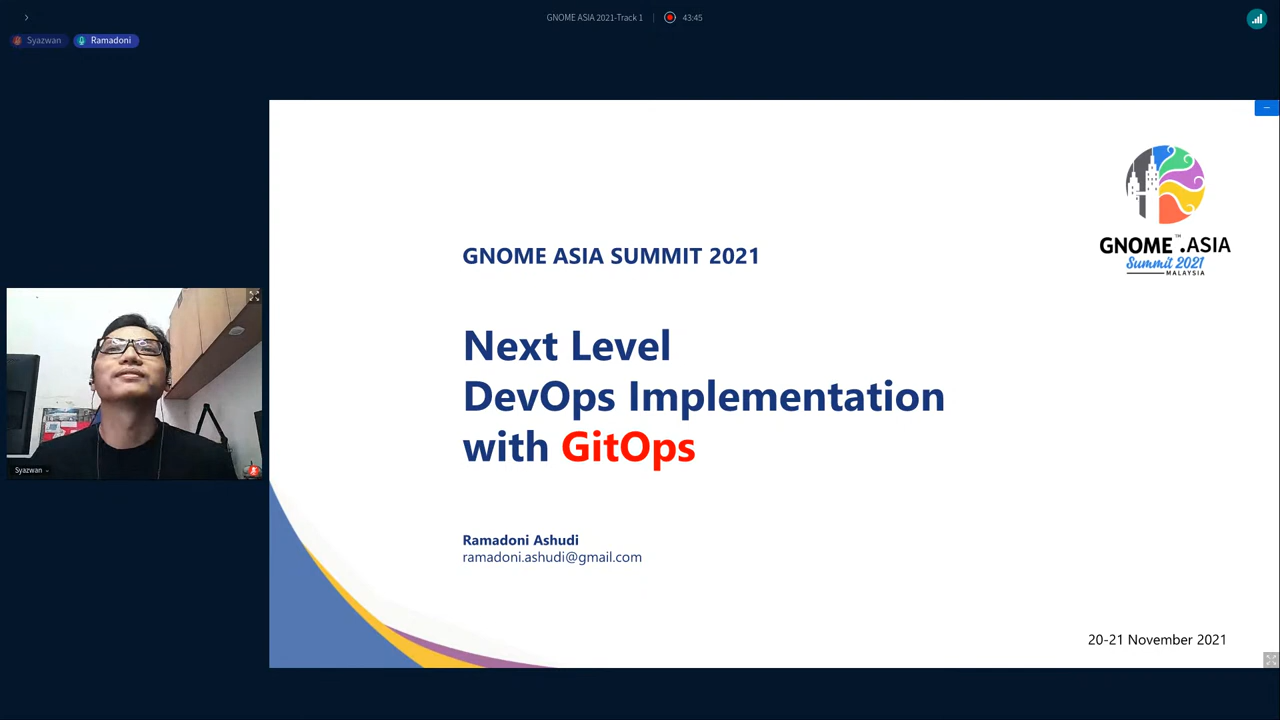 GNOME ASIA 2021-Track 1
43:45
Syazwan
Ramadoni
GNOME™.ASIA
Summit 2021
MALAYSIA
GNOME ASIA SUMMIT 2021
Next Level
DevOps Implementation
with GitOps
Syazwan
Ramadoni Ashudi
ramadoni.ashudi@gmail.com
20-21 November 2021